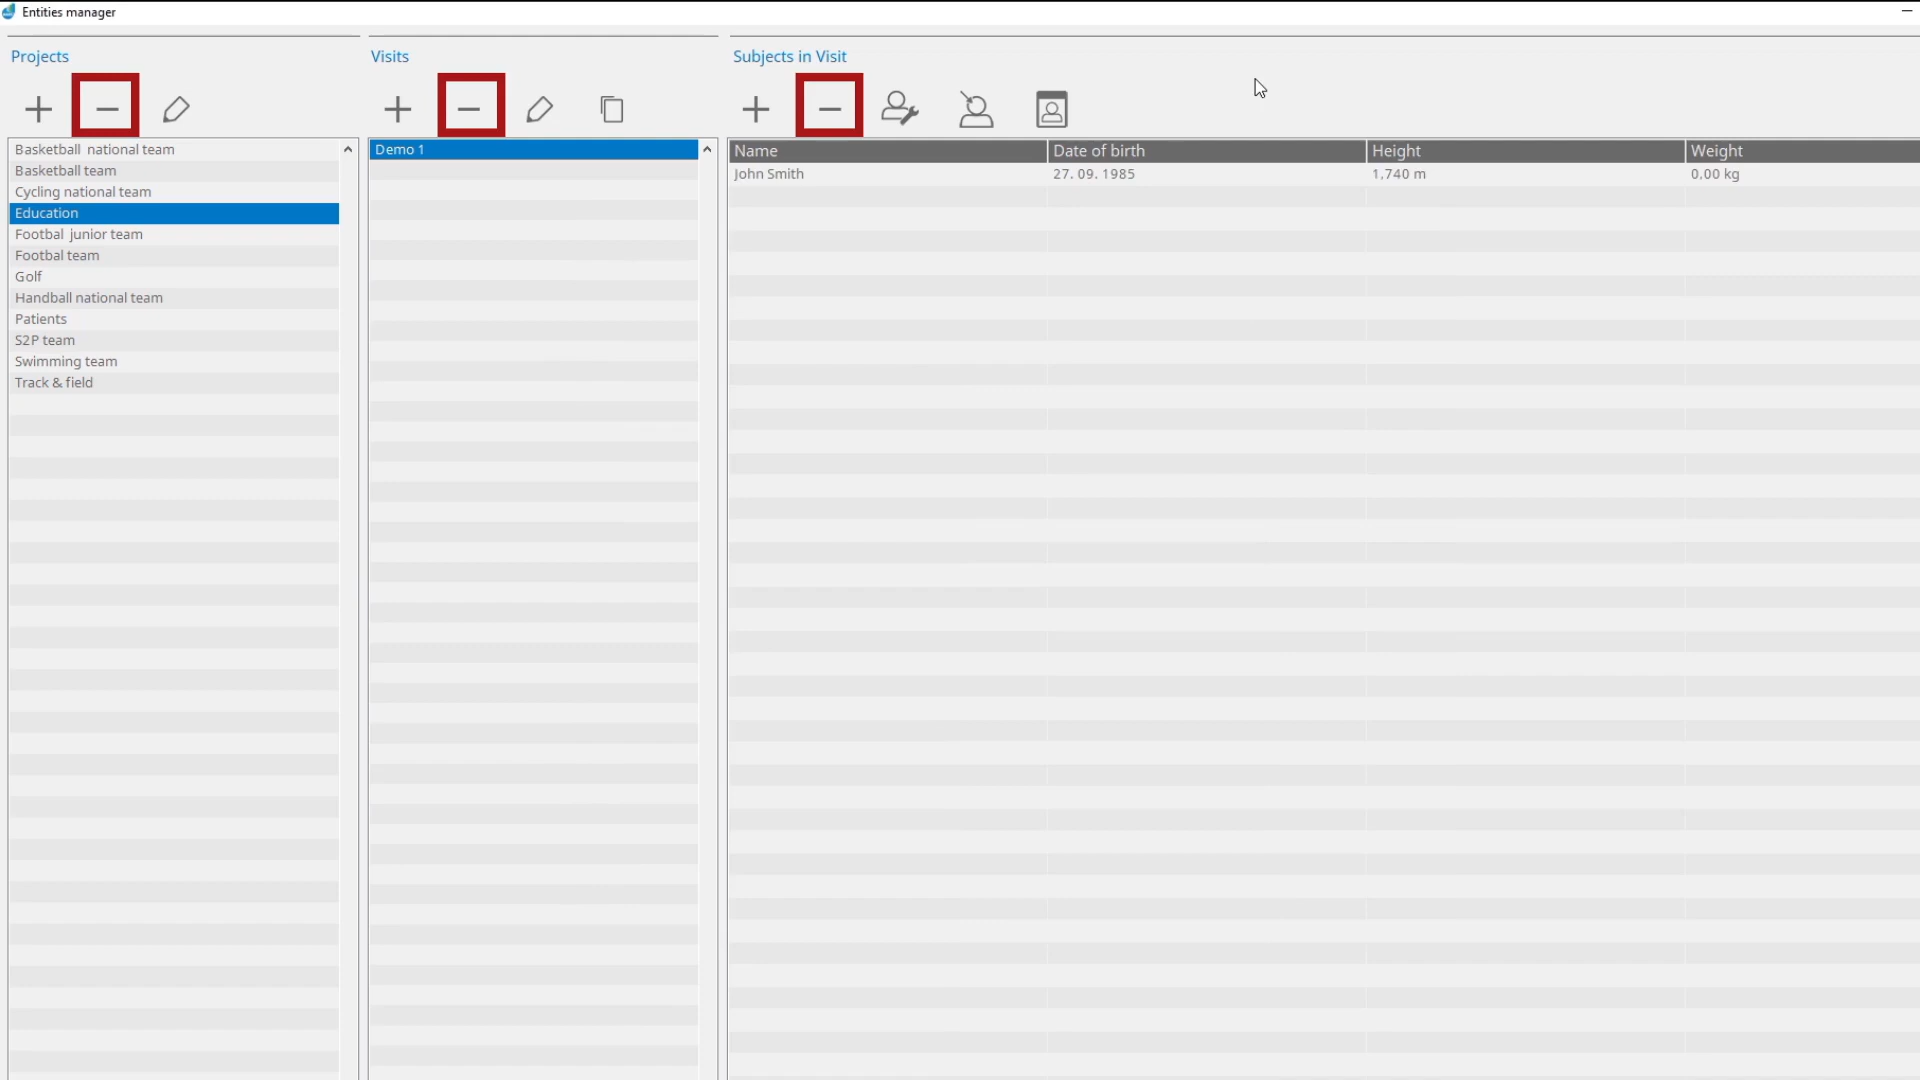 Entities manager
Projects
Visits
Subjects in Visit
Basketball  national team
Basketball team
Cycling national team
Education
Footbal  junior team
Footbal team
Golf
Handball national team
Patients
S2P team
Swimming team
Track & field
Demo 1
Name Date of birth Height Weight
John Smith 27. 09. 1985 1,740 m 0,00 kg